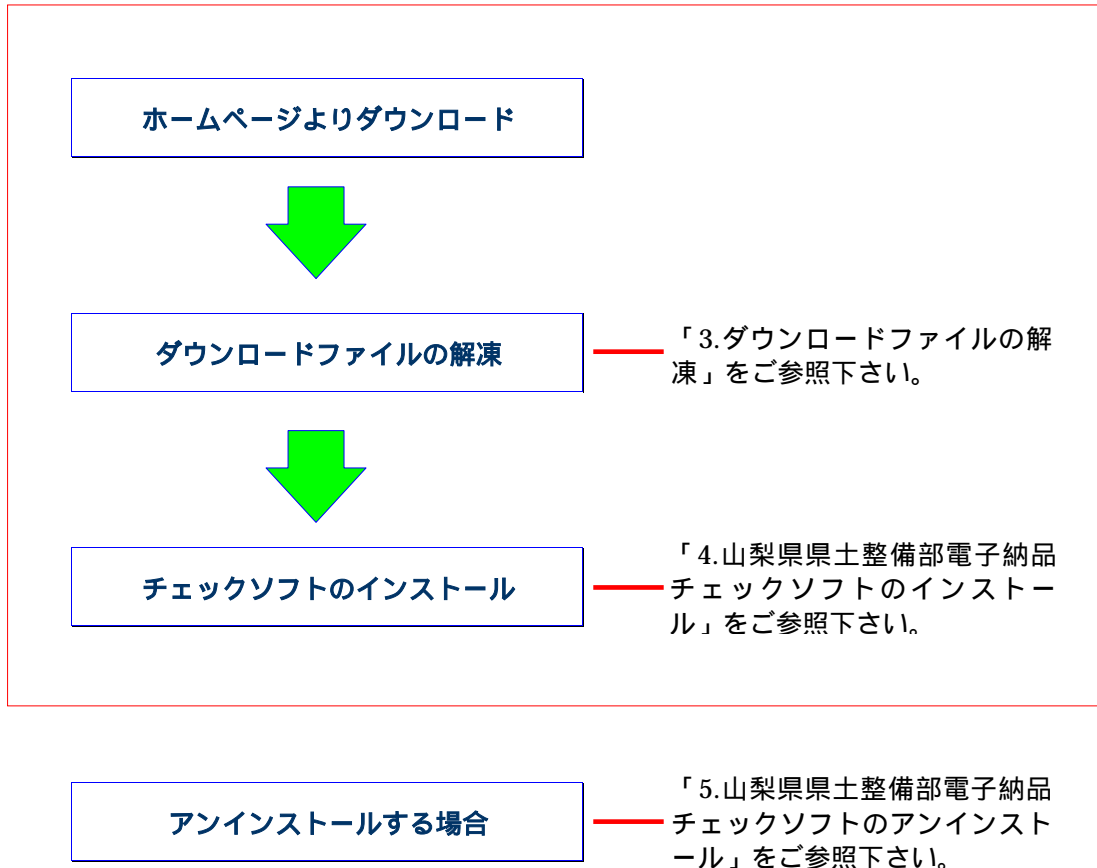 ホームページよりダウンロード
ダウンロードファイルの解凍
「3.ダウンロードファイルの解
凍」をご参照下さい。
チェックソフトのインストール
「4.山梨県県土整備部電子納品
チェックソフトのインストー
ル」をご参照下さい。
アンインストールする場合
「5.山梨県県土整備部電子納品
チェックソフトのアンインスト
ール」をご参照下さい。